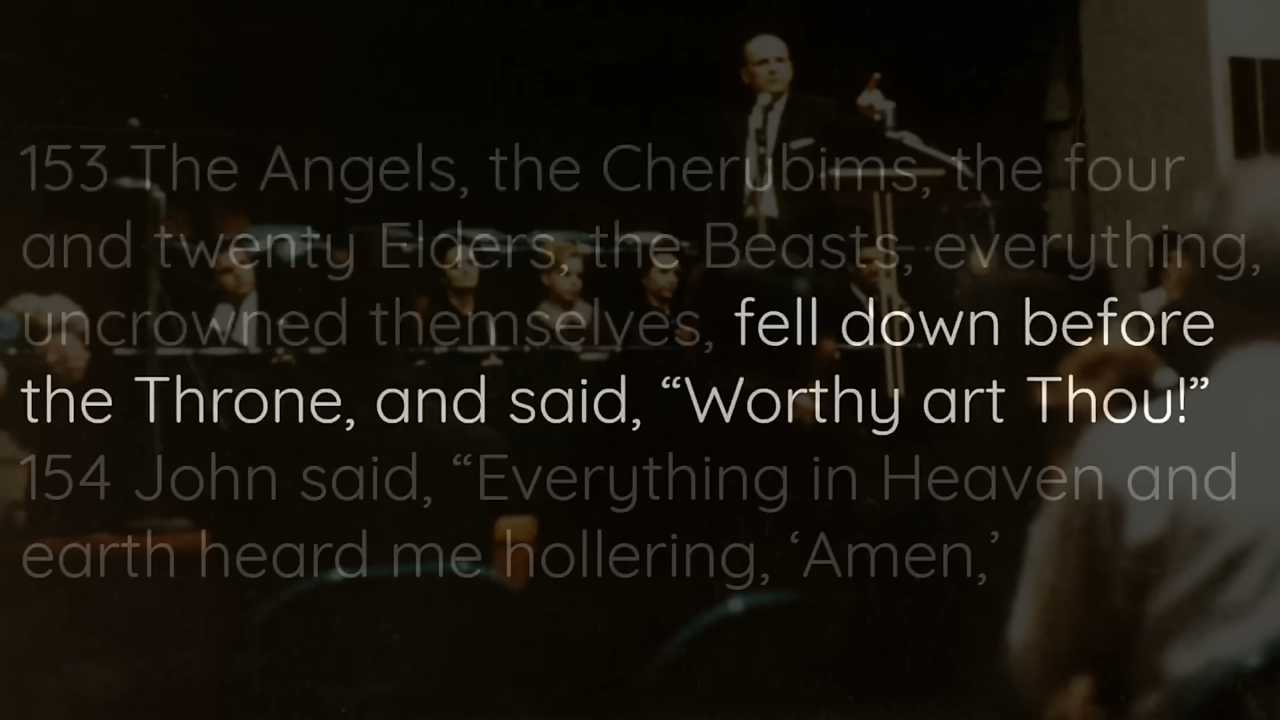 153 The Angels, the Cherubims, the four
and twenty Elders, the Beasts, everything,
uncrowned themselves, fell down before
the Throne, and said, “Worthy art Thou!”
154 John said, “Everything in Heaven and
earth heard me hollering, ‘Amen,’